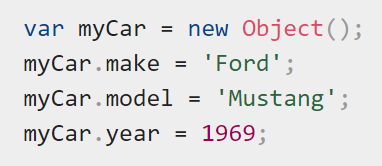 var myCar = new Object();
myCar.make = 'Ford';
myCar.model = 'Mustang';
myCar.year = 1969;